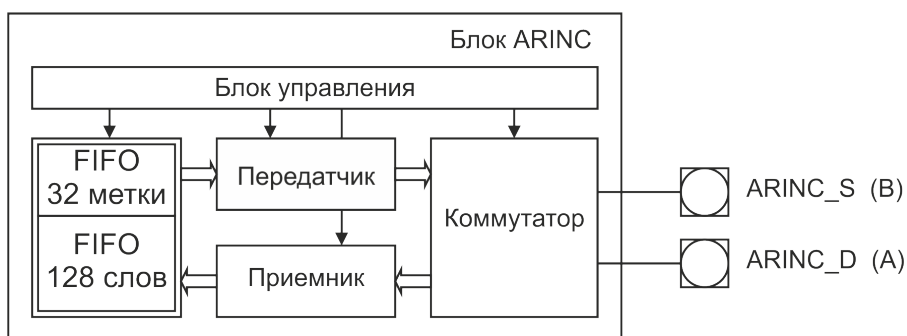 Блок ARINC
Блок управления
FIFO
32 метки
Передатчик
Коммутатор
ARINC_S (B)
FIFO
128 слов
Приемник
ARINC_D (A)